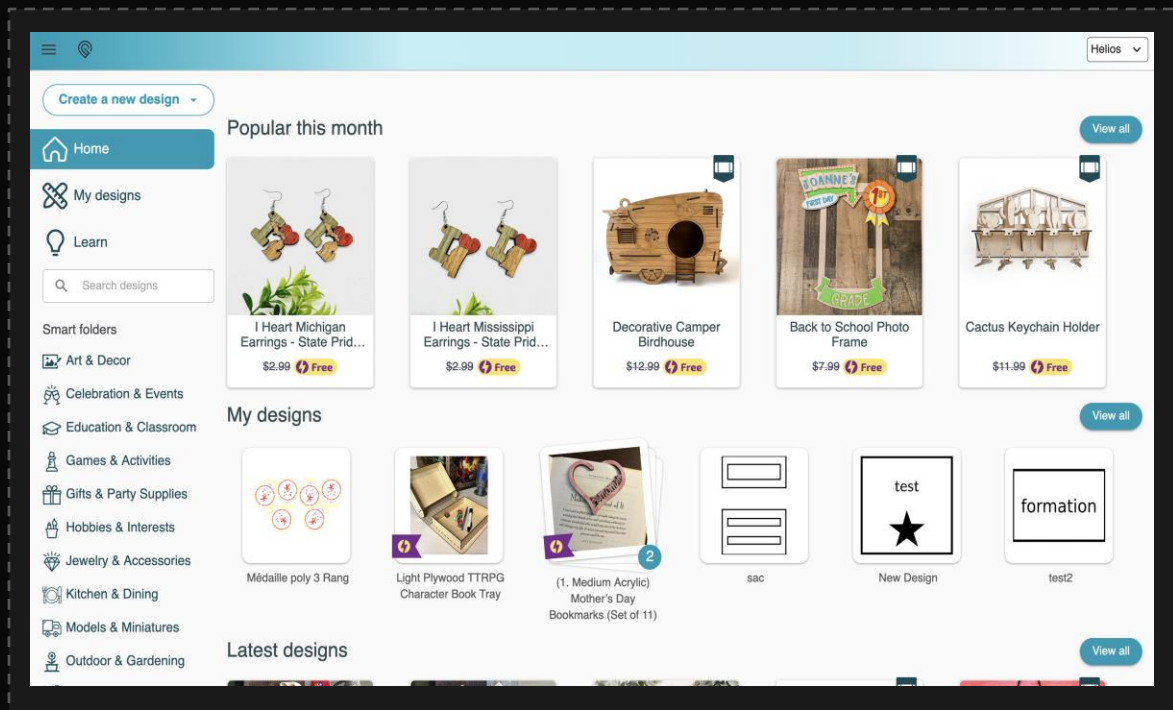 Helios
Create a new design
Home
My designs
Learn
Search designs
Smart folders
Art & Decor
Celebration & Events
Education & Classroom
Games & Activities
Gifts & Party Supplies
Hobbies & Interests
Jewelry & Accessories
Kitchen & Dining
Models & Miniatures
Outdoor & Gardening
Popular this month
View all
JOANNE'S
FIRST DAY
1ST
GRADE
I Heart Michigan
Earrings - State Prid...
$2.99 Free
I Heart Mississippi
Earrings - State Prid...
$2.99 Free
Decorative Camper
Birdhouse
$12.99 Free
Back to School Photo
Frame
$7.99 Free
Cactus Keychain Holder
$11.99 Free
My designs
View all
2
test
formation
Médaille poly 3 Rang
Light Plywood TTRPG
Character Book Tray
(1. Medium Acrylic)
Mother's Day
Bookmarks (Set of 11)
sac
New Design
test2
Latest designs
View all